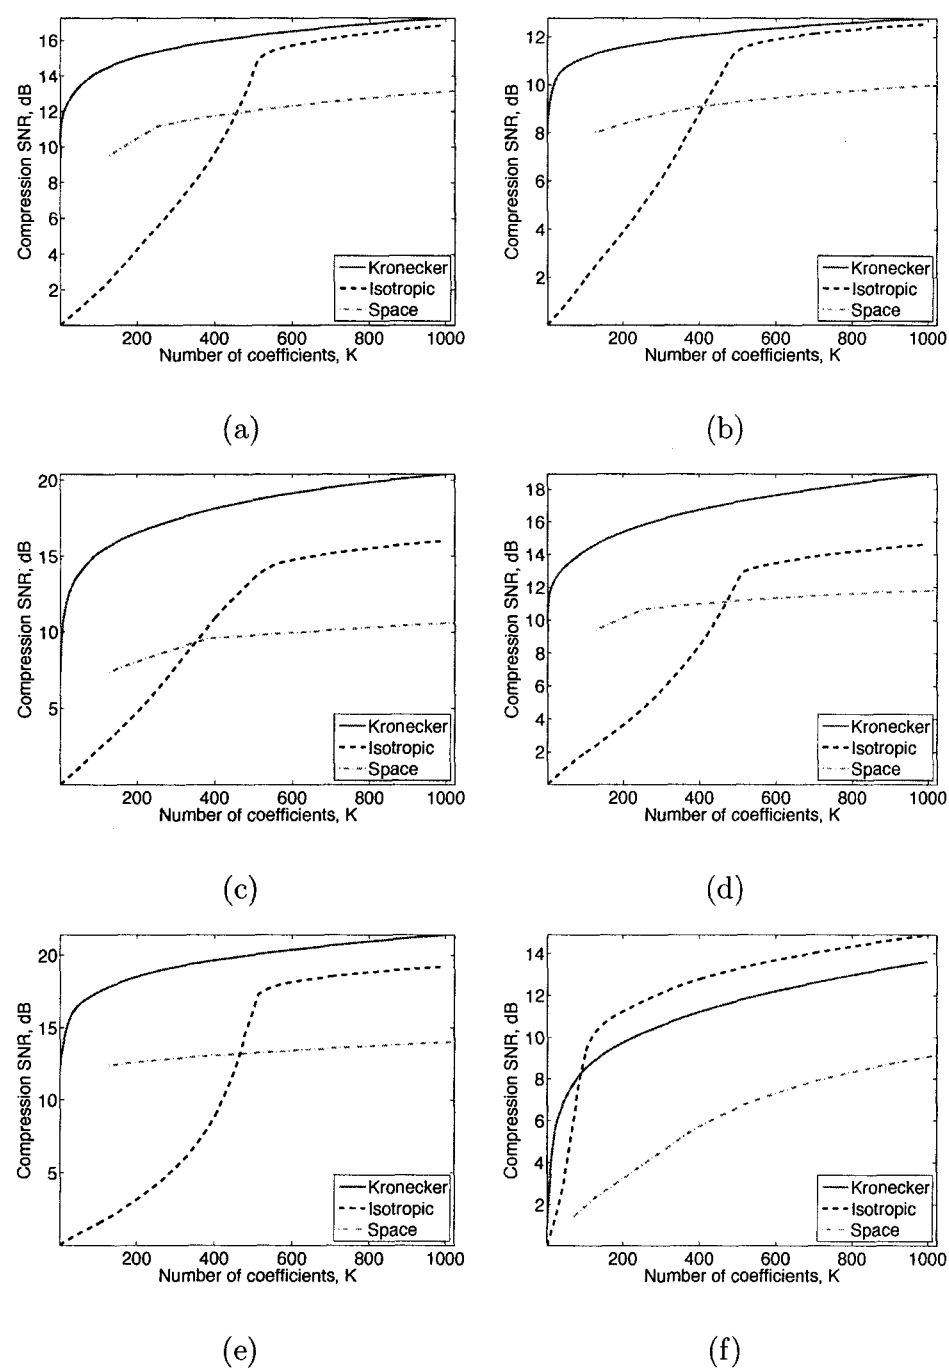 Compression SNR, dB
16
14
12
10
8
6
4
2
Kronecker
Isotropic
Space
200 400 600 800 1000
Number of coefficients, K
(a)
Compression SNR, dB
12
10
8
6
4
2
Kronecker
Isotropic
Space
200 400 600 800 1000
Number of coefficients, K
(b)
Compression SNR, dB
20
15
10
5
Kronecker
Isotropic
Space
200 400 600 800 1000
Number of coefficients, K
(c)
Compression SNR, dB
18
16
14
12
10
8
6
4
2
Kronecker
Isotropic
Space
200 400 600 800 1000
Number of coefficients, K
(d)
Compression SNR, dB
20
15
10
5
Kronecker
Isotropic
Space
200 400 600 800 1000
Number of coefficients, K
(e)
Compression SNR, dB
14
12
10
8
6
4
2
Kronecker
Isotropic
Space
200 400 600 800 1000
Number of coefficients, K
(f)